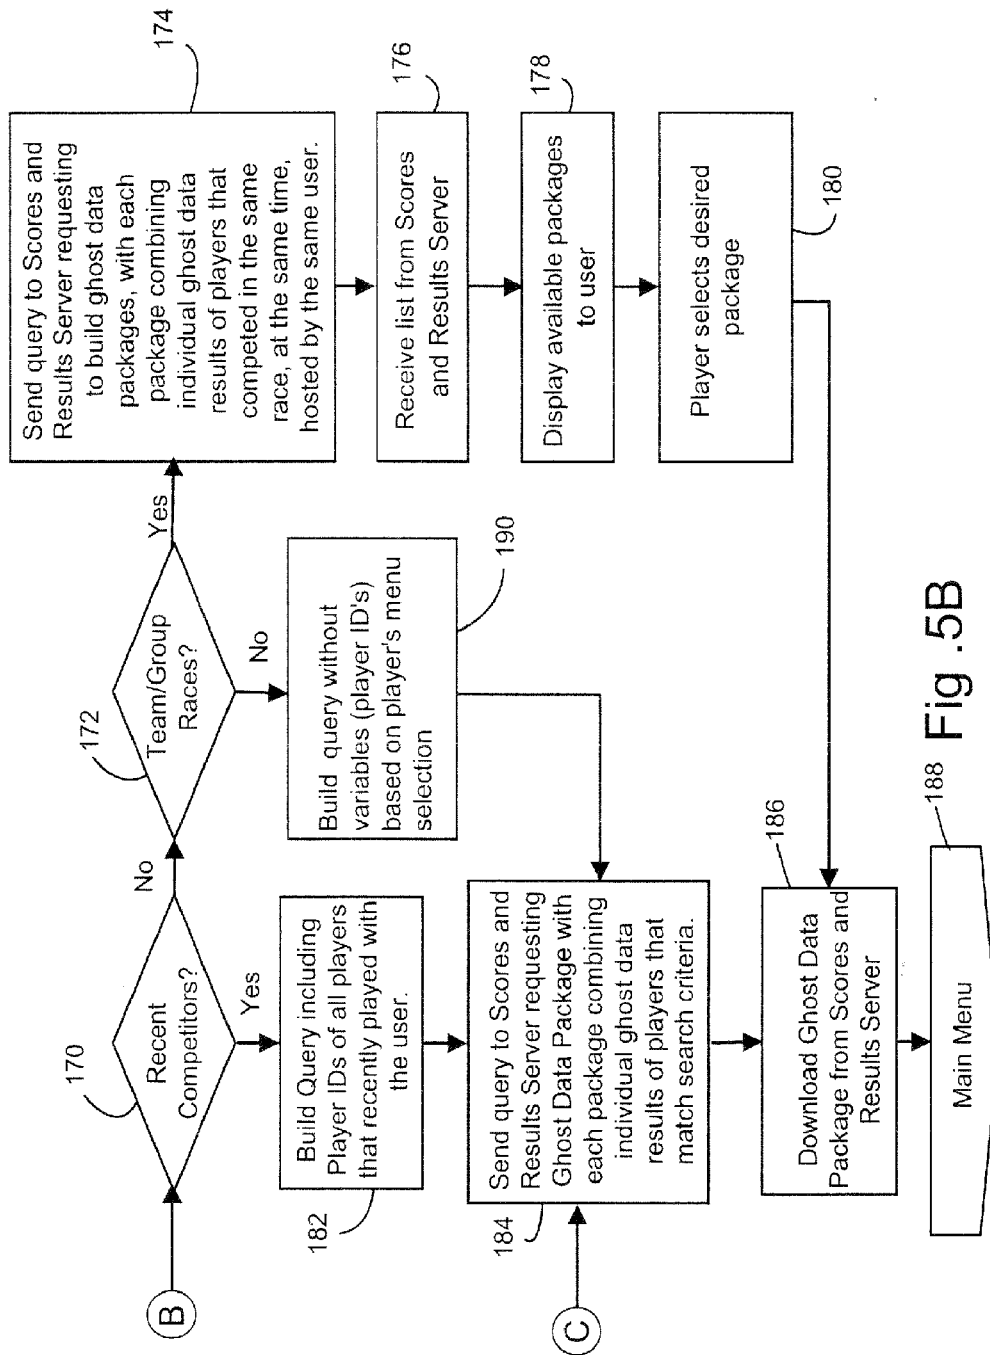 B
170
Recent
Competitors?
No
Yes
172
Team/Group
Races?
Yes
No
174
Send query to Scores and
Results Server requesting
to build ghost data
packages, with each
package combining
individual ghost data
results of players that
competed in the same
race, at the same time,
hosted by the same user.
176
Receive list from Scores
and Results Server
178
Display available packages
to user
180
Player selects desired
package
182
Build Query including
Player IDs of all players
that recently played with
the user.
190
Build query without
variables (player ID's)
based on player's menu
selection
C
184
Send query to Scores and
Results Server requesting
Ghost Data Package with
each package combining
individual ghost data
results of players that
match search criteria.
186
Download Ghost Data
Package from Scores and
Results Server
188
Main Menu
Fig .5B